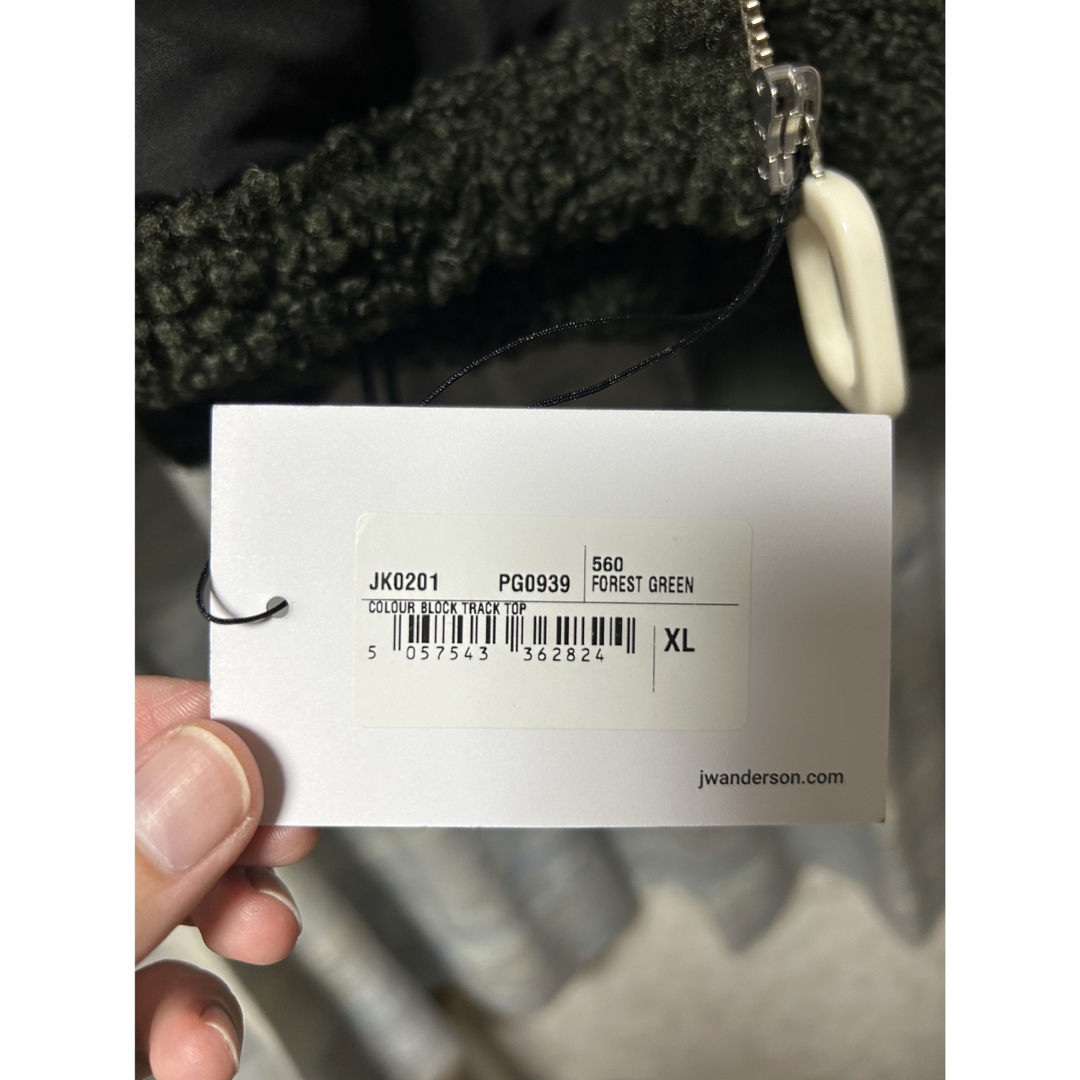 JK0201 PG0939
560
FOREST GREEN
COLOUR BLOCK TRACK TOP
5 057543 362824
XL
jwanderson.com